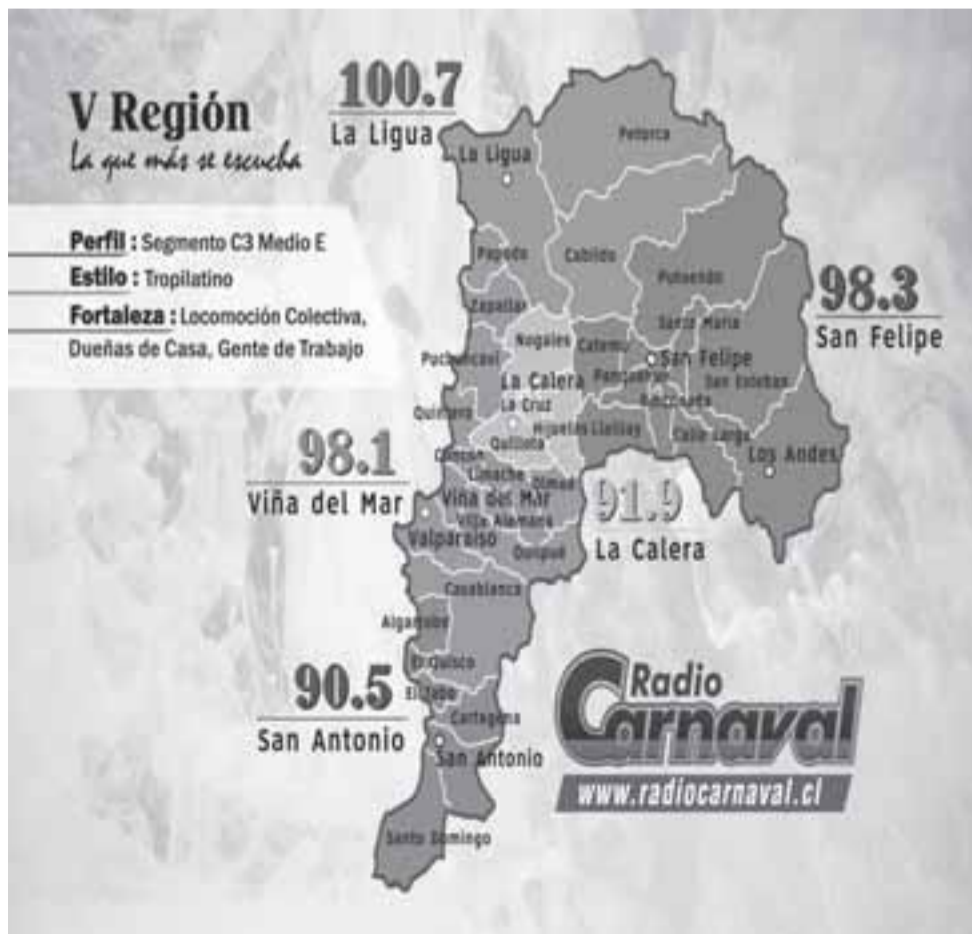 V Región
La que más se escucha
Perfil : Segmento C3 Medio E
Estilo : Tropilatino
Fortaleza : Locomoción Colectiva,
Dueñas de Casa, Gente de Trabajo
100.7
La Ligua
98.3
San Felipe
98.1
Viña del Mar
91.9
La Calera
90.5
San Antonio
La Ligua
Petorca
Papudo
Cabildo
Putaendo
Zapallar
Santa María
Nogales
Catemu
San Felipe
Puchuncaví
La Calera
Panquehue
San Esteban
Rinconada
Quintero
La Cruz
Hijuelas
Llaillay
Calle Larga
Quillota
Los Andes
Concón
Limache
Olmué
Viña del Mar
Villa Alemana
Valparaíso
Quilpué
Casablanca
Algarrobo
El Quisco
El Tabo
Cartagena
San Antonio
Santo Domingo
Radio
Carnaval
www.radiocarnaval.cl